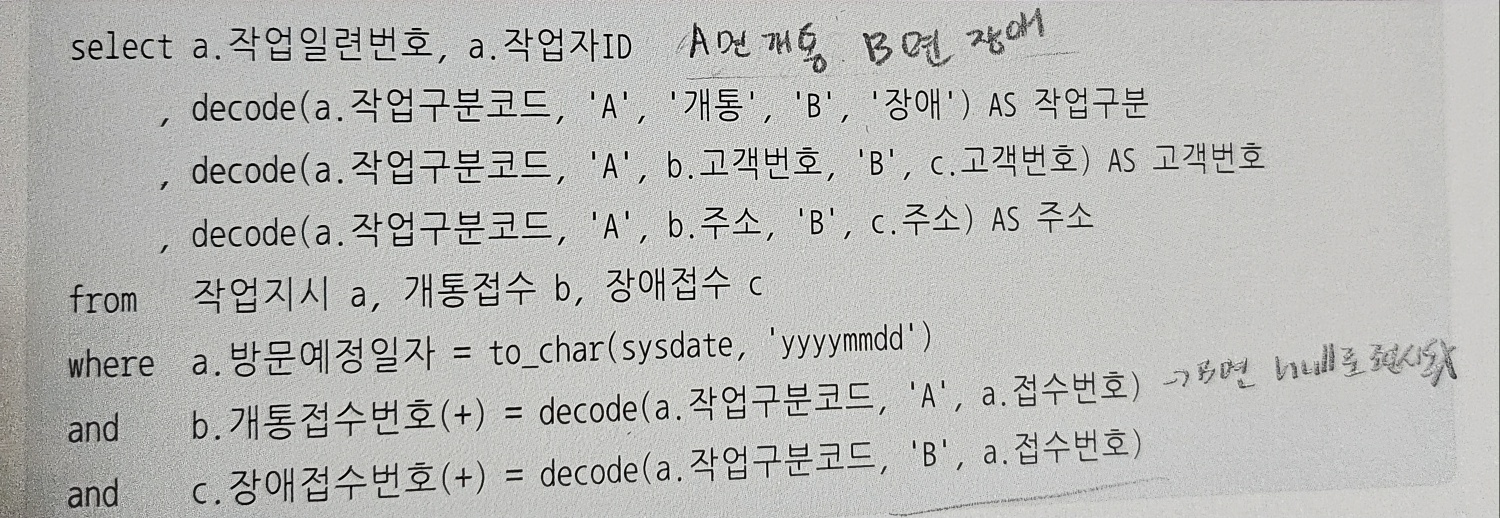 select a.작업일련번호, a.작업자ID A면 개통 B면 장애
, decode(a.작업구분코드, 'A', '개통', 'B', '장애') AS 작업구분
, decode(a.작업구분코드, 'A', b.고객번호, 'B', c.고객번호) AS 고객번호
, decode(a.작업구분코드, 'A', b.주소, 'B', c.주소) AS 주소
from 작업지시 a, 개통접수 b, 장애접수 c
where a.방문예정일자 = to_char(sysdate, 'yyyymmdd')
and b.개통접수번호(+) = decode(a.작업구분코드, 'A', a.접수번호) → B면 null로
and c.장애접수번호(+) = decode(a.작업구분코드, 'B', a.접수번호)